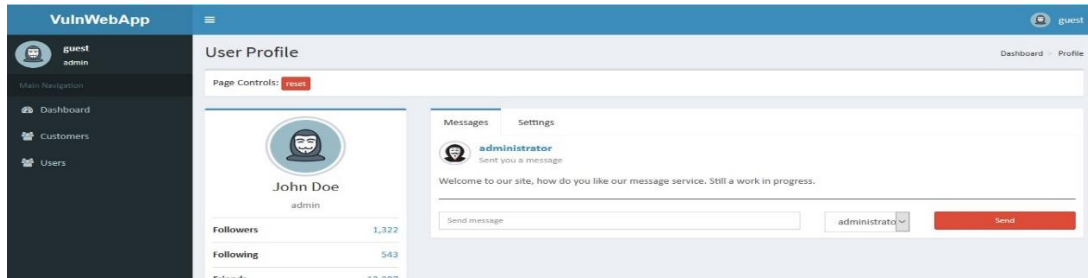 VulnWebApp
guest
guest
admin
Main Navigation
Dashboard
Customers
Users
User Profile
Dashboard > Profile
Page Controls: reset
John Doe
admin
Followers 1,322
Following 543
Messages Settings
administrator
Sent you a message
Welcome to our site, how do you like our message service. Still a work in progress.
Send message
administrato
Send